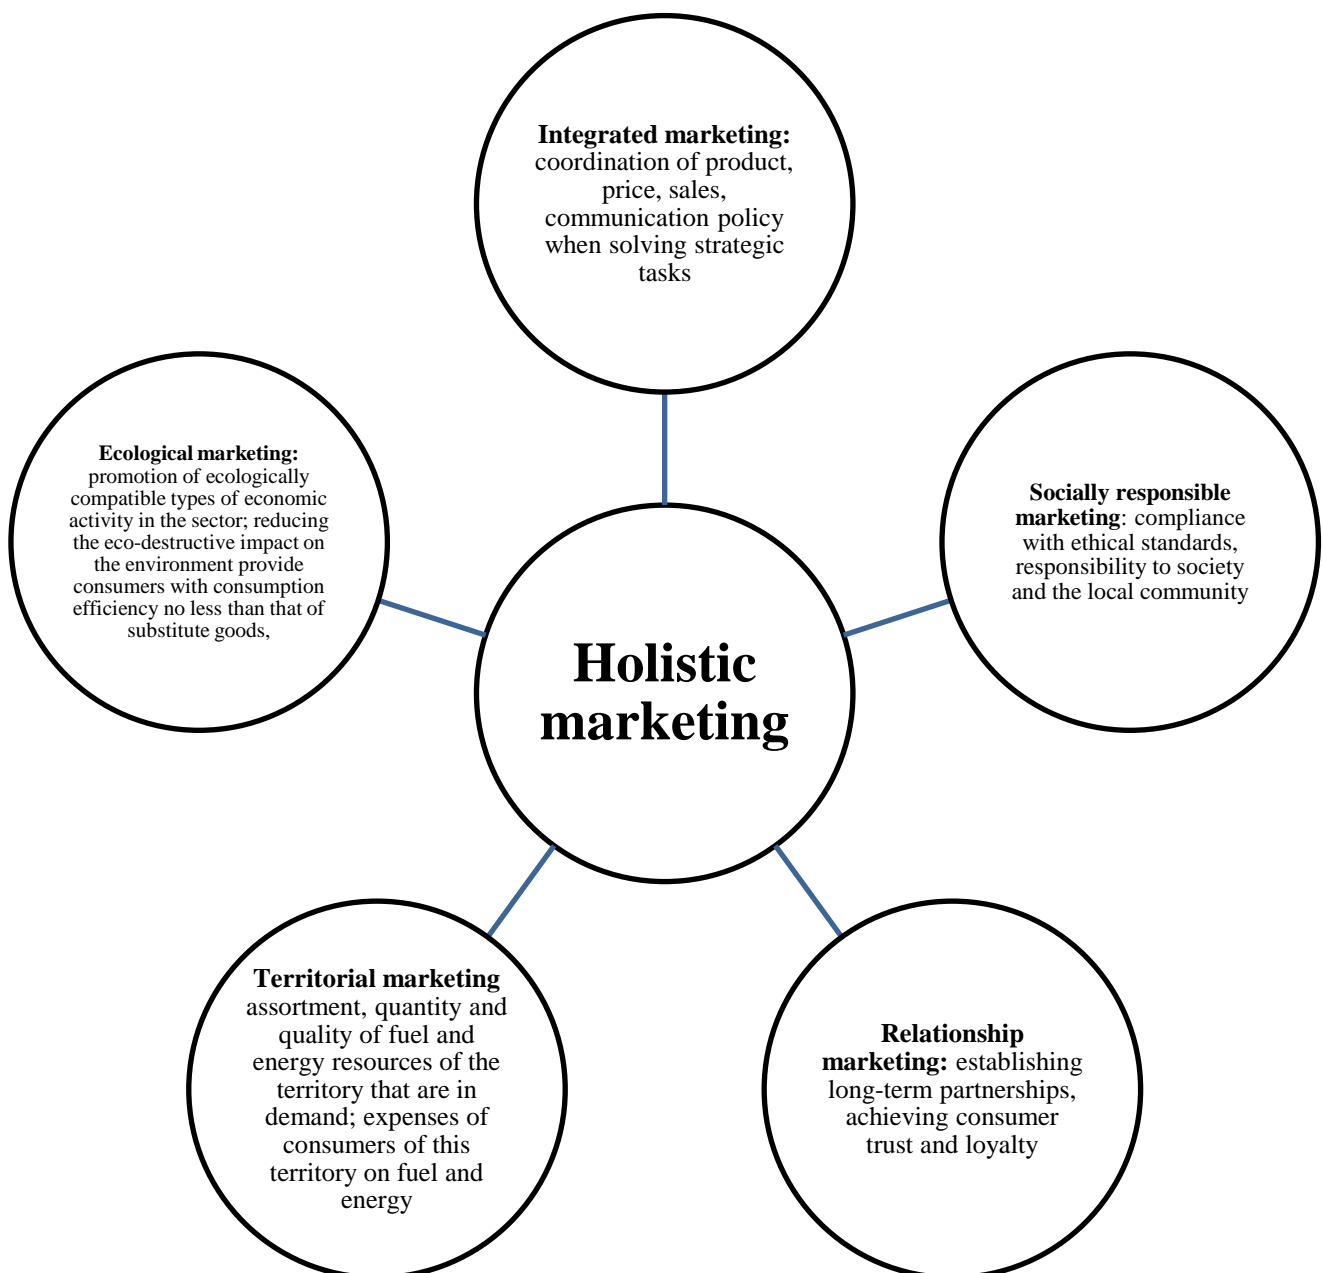 Integrated marketing:
coordination of product,
price, sales,
communication policy
when solving strategic
tasks
Ecological marketing:
promotion of ecologically
compatible types of economic
activity in the sector; reducing
the eco-destructive impact on
the environment provide
consumers with consumption
efficiency no less than that of
substitute goods,
Socially responsible
marketing: compliance
with ethical standards,
responsibility to society
and the local community
Holistic
marketing
Territorial marketing
assortment, quantity and
quality of fuel and
energy resources of the
territory that are in
demand; expenses of
consumers of this
territory on fuel and
energy
Relationship
marketing: establishing
long-term partnerships,
achieving consumer
trust and loyalty